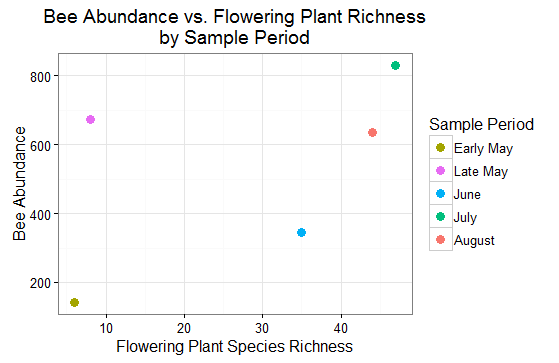 Bee Abundance vs. Flowering Plant Richness
by Sample Period
800
600
400
200
Bee Abundance
10 20 30 40
Flowering Plant Species Richness
Sample Period
Early May
Late May
June
July
August